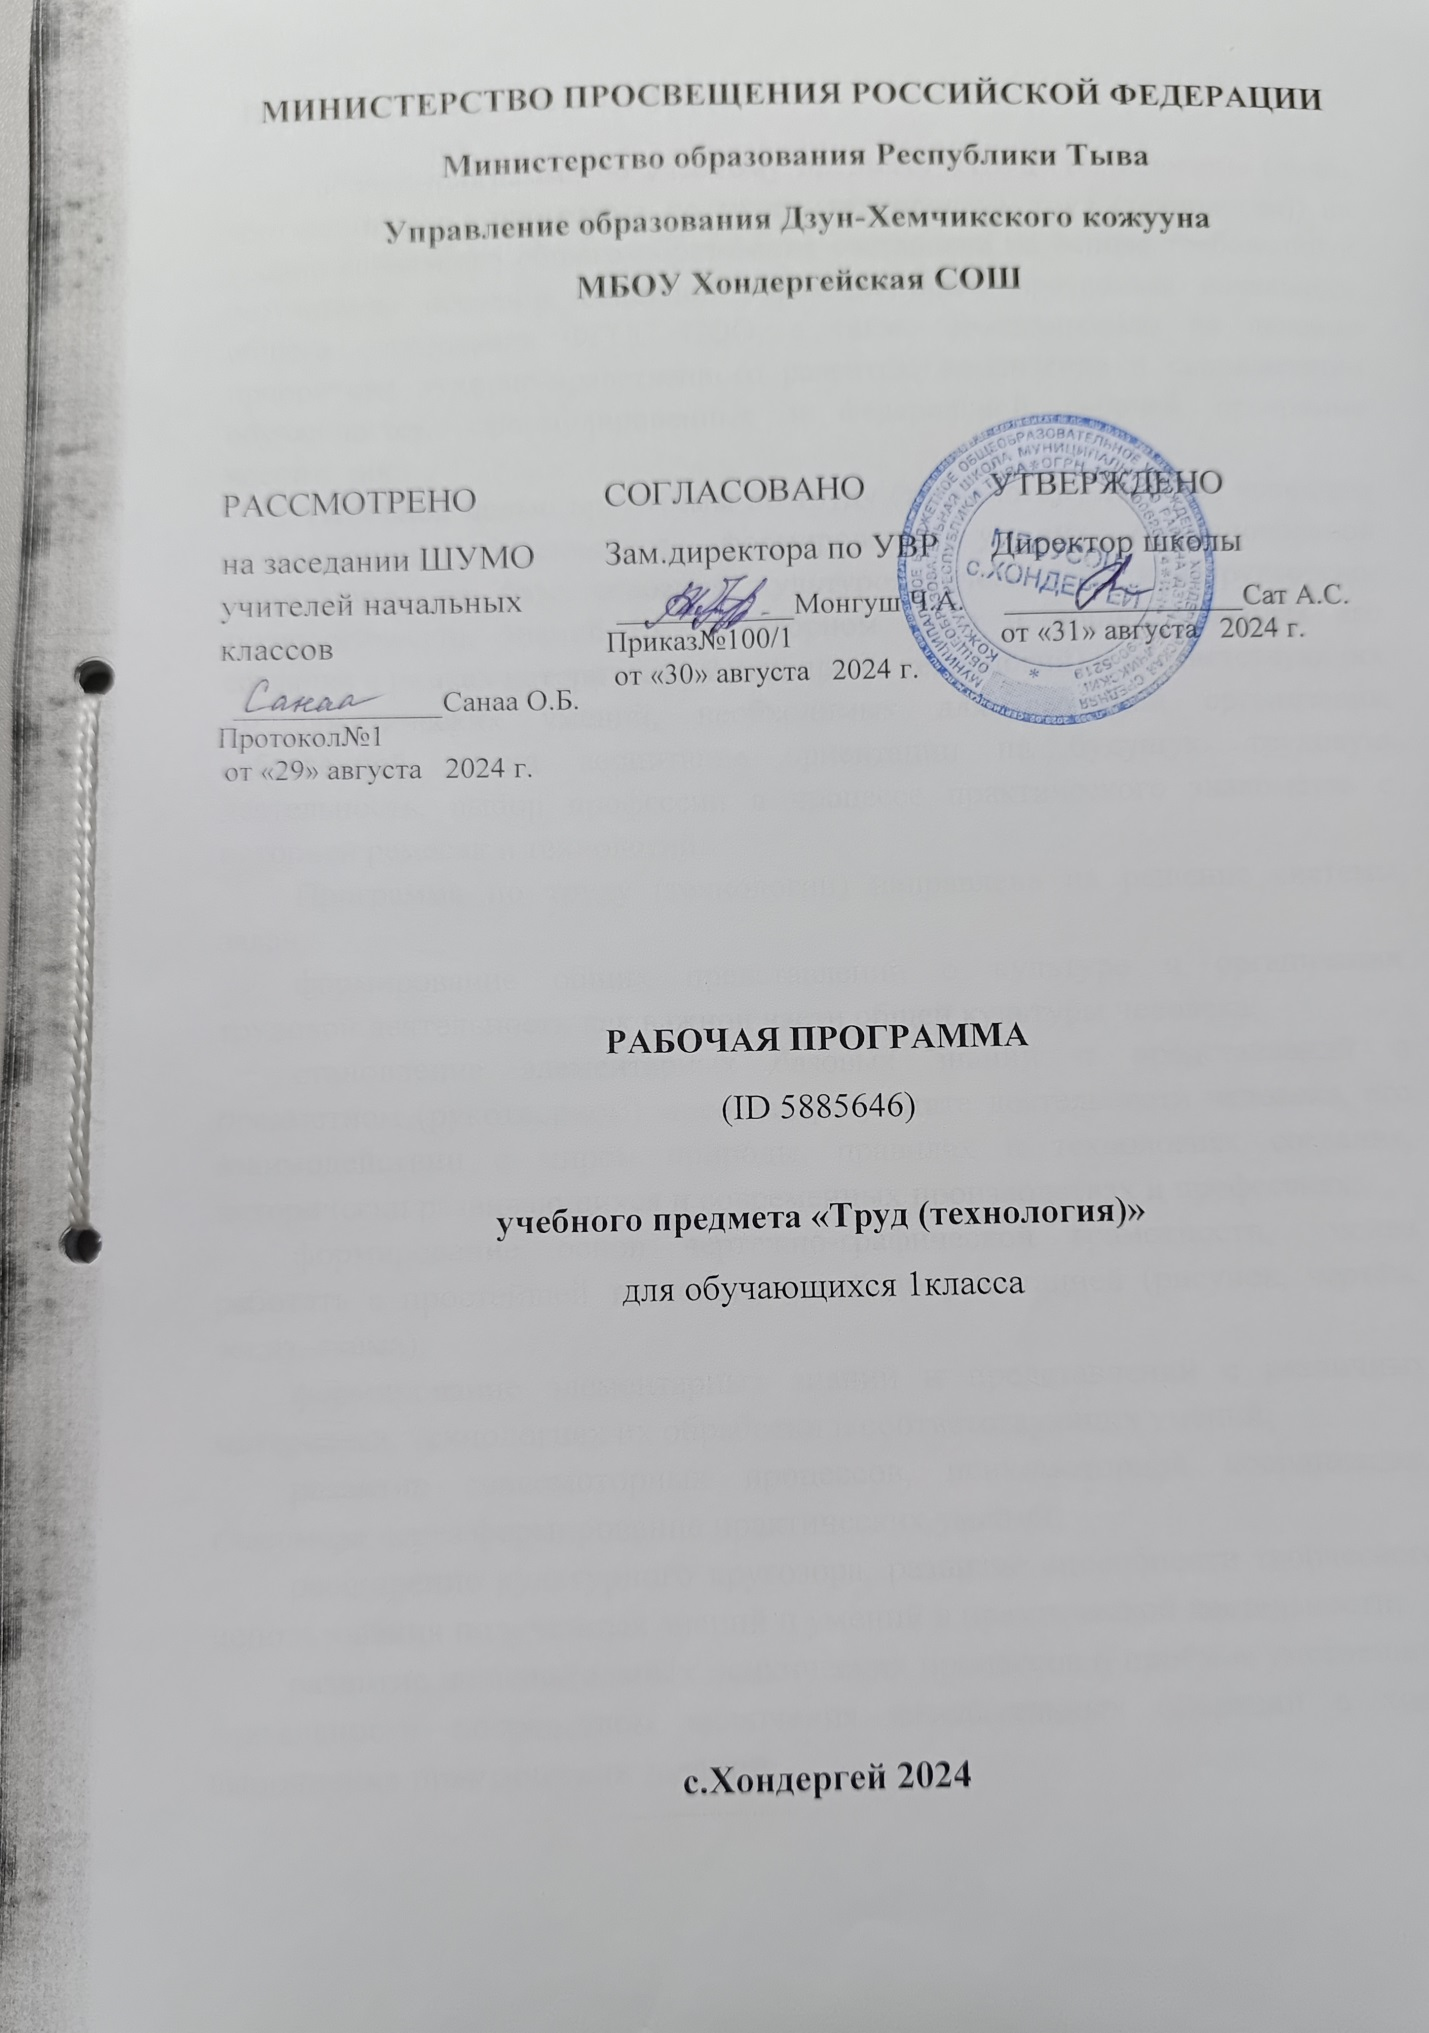 МИНИСТЕРСТВО ПРОСВЕЩЕНИЯ РОССИЙСКОЙ ФЕДЕРАЦИИ
Министерство образования Республики Тыва
Управление образования Дзун-Хемчикского кожууна
МБОУ Хондергейская СОШ
РАССМОТРЕНО
на заседании ШУМО
учителей начальных
классов
Санаа
Санаа О.Б.
Протокол№1
от «29» августа 2024 г.
СОГЛАСОВАНО
Зам.директора по УВР
Монгуш Ч.А.
Приказ№100/1
от «30» августа 2024 г.
УТВЕРЖДЕНО
Директор школы
Сат А.С.
от «31» августа 2024 г.
с.ХОНДЕРГЕЙ
РАБОЧАЯ ПРОГРАММА
(ID 5885646)
учебного предмета «Труд (технология)»
для обучающихся 1класса
с.Хондергей 2024